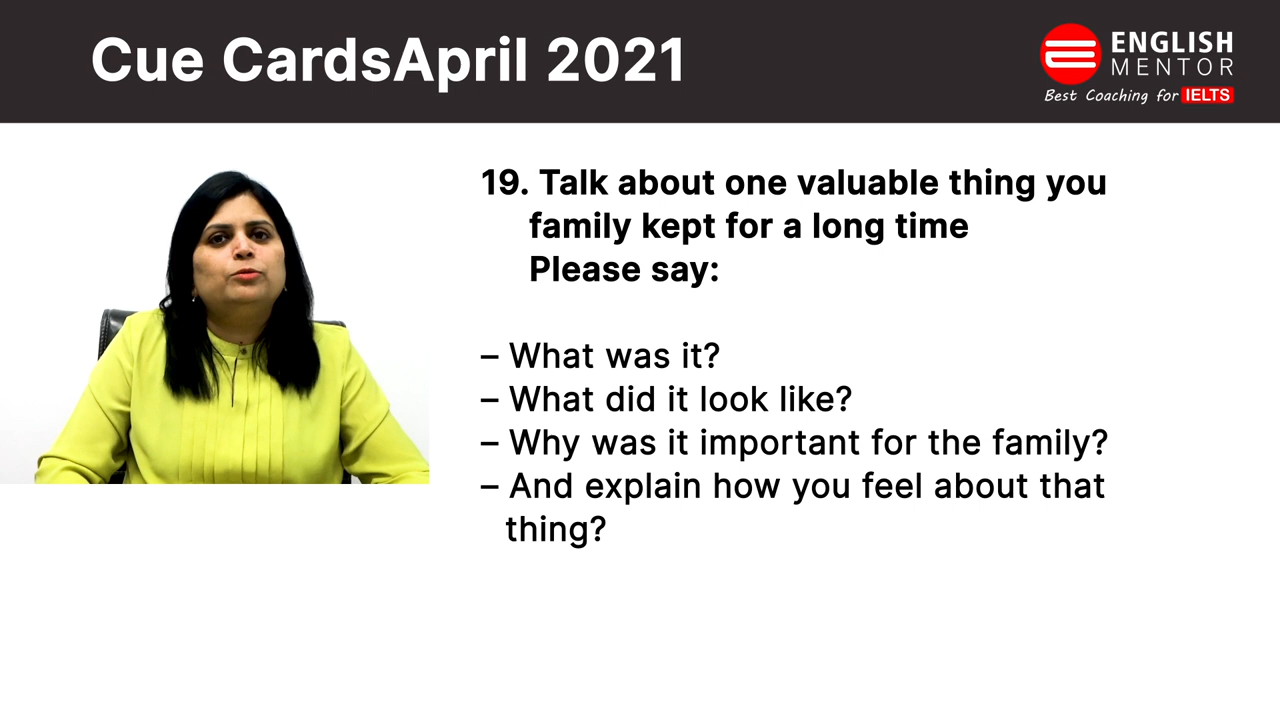 Cue CardsApril 2021
ENGLISH
MENTOR
Best Coaching for IELTS
19. Talk about one valuable thing you
family kept for a long time
Please say:
– What was it?
– What did it look like?
– Why was it important for the family?
– And explain how you feel about that
thing?